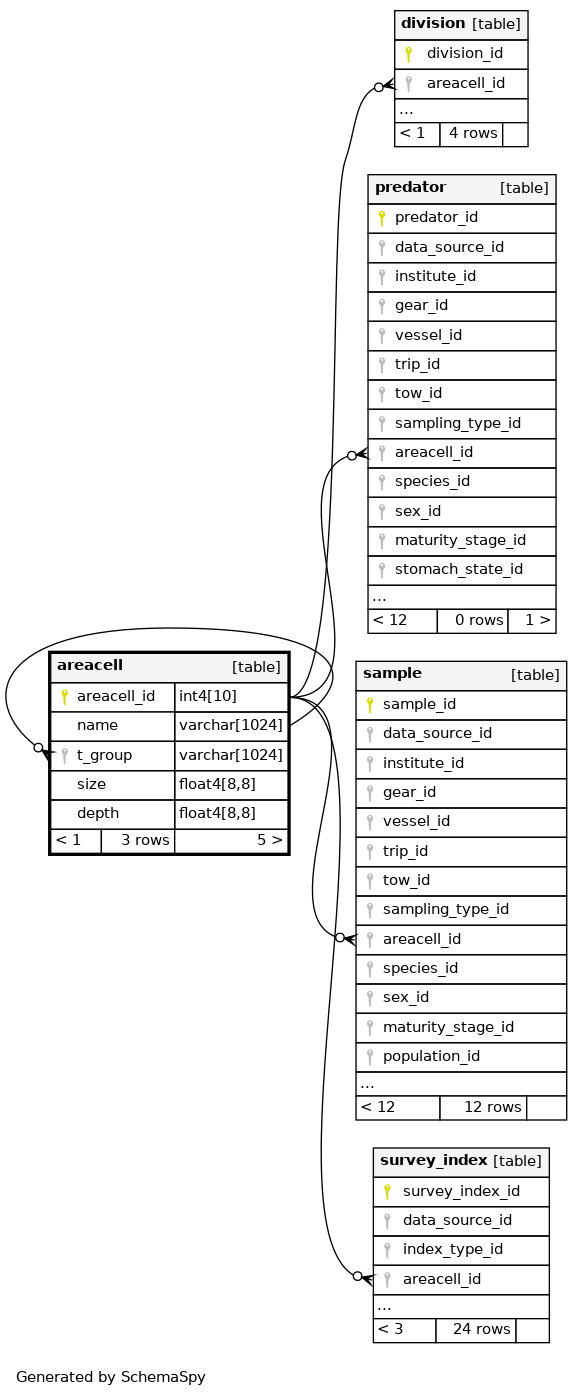 division [table]
division_id
areacell_id
...
< 1 4 rows
predator [table]
predator_id
data_source_id
institute_id
gear_id
vessel_id
trip_id
tow_id
sampling_type_id
areacell_id
species_id
sex_id
maturity_stage_id
stomach_state_id
...
< 12 0 rows 1 >
areacell [table]
areacell_id int4[10]
name varchar[1024]
t_group varchar[1024]
size float4[8,8]
depth float4[8,8]
< 1 3 rows 5 >
sample [table]
sample_id
data_source_id
institute_id
gear_id
vessel_id
trip_id
tow_id
sampling_type_id
areacell_id
species_id
sex_id
maturity_stage_id
population_id
...
< 12 12 rows
survey_index [table]
survey_index_id
data_source_id
index_type_id
areacell_id
...
< 3 24 rows
Generated by SchemaSpy